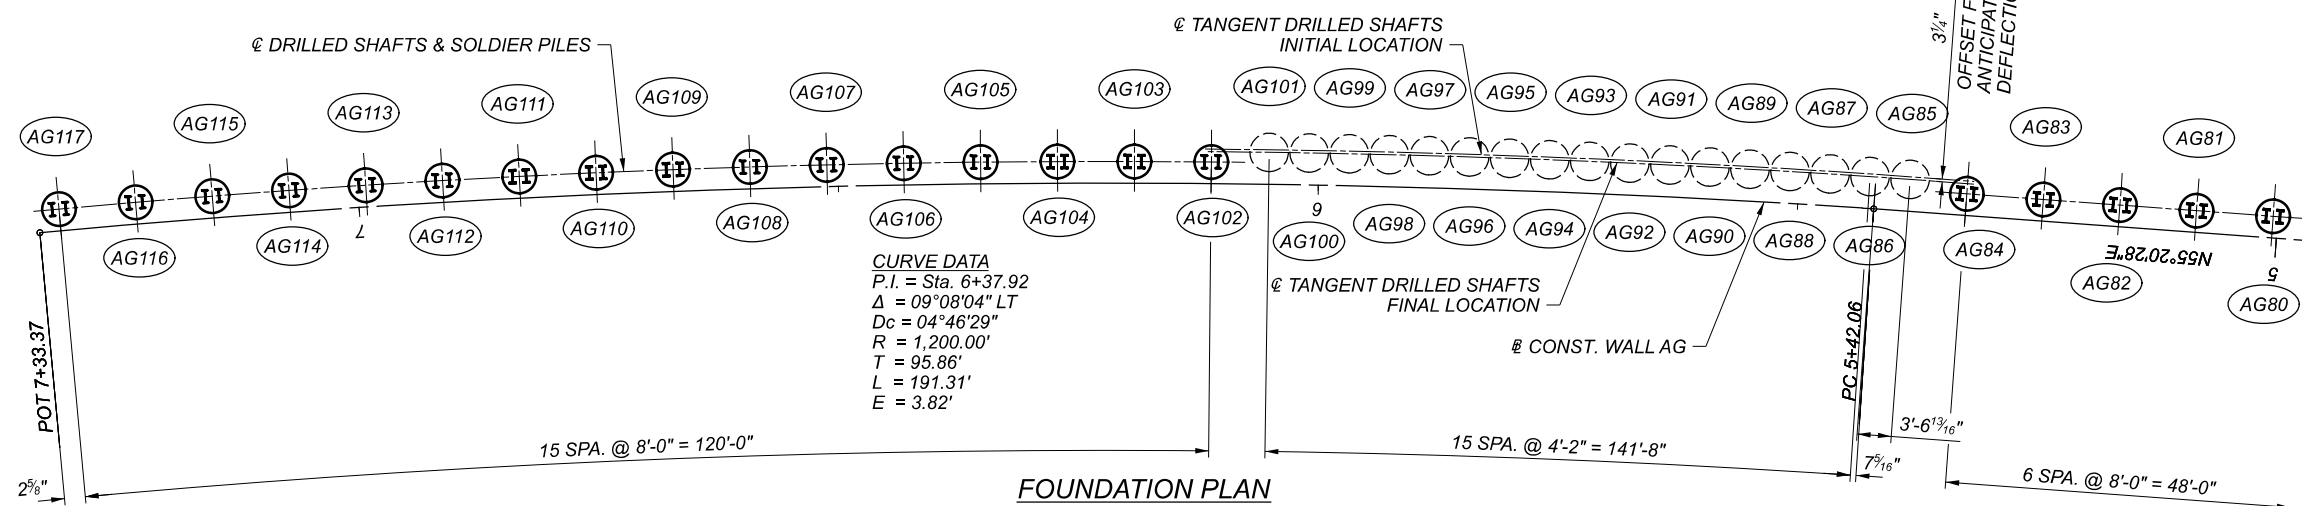 ℄ DRILLED SHAFTS & SOLDIER PILES
℄ TANGENT DRILLED SHAFTS
INITIAL LOCATION
3¼"
OFFSET F
ANTICIPAT
DEFLECTIO
AG117
AG115
AG113
AG111
AG109
AG107
AG105
AG103
AG101
AG99
AG97
AG95
AG93
AG91
AG89
AG87
AG85
AG83
AG81
AG116
AG114
7
AG112
AG110
AG108
AG106
AG104
AG102
6
AG100
AG98
AG96
AG94
AG92
AG90
AG88
AG86
AG84
N55°20'28"E
AG82
5
AG80
CURVE DATA
P.I. = Sta. 6+37.92
Δ = 09°08'04" LT
Dc = 04°46'29"
R = 1,200.00'
T = 95.86'
L = 191.31'
E = 3.82'
℄ TANGENT DRILLED SHAFTS
FINAL LOCATION
CONST. WALL AG
POT 7+33.37
PC 5+42.06
2⅝"
15 SPA. @ 8'-0" = 120'-0"
15 SPA. @ 4'-2" = 141'-8"
3'-6¹³⁄₁₆"
7⁵⁄₁₆"
6 SPA. @ 8'-0" = 48'-0"
FOUNDATION PLAN